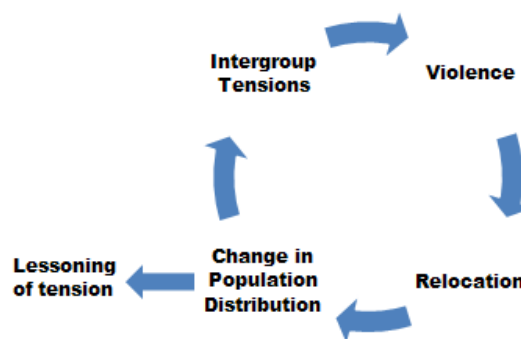 Intergroup
Tensions
Violence
Relocation
Change in
Population
Distribution
Lessoning
of tension